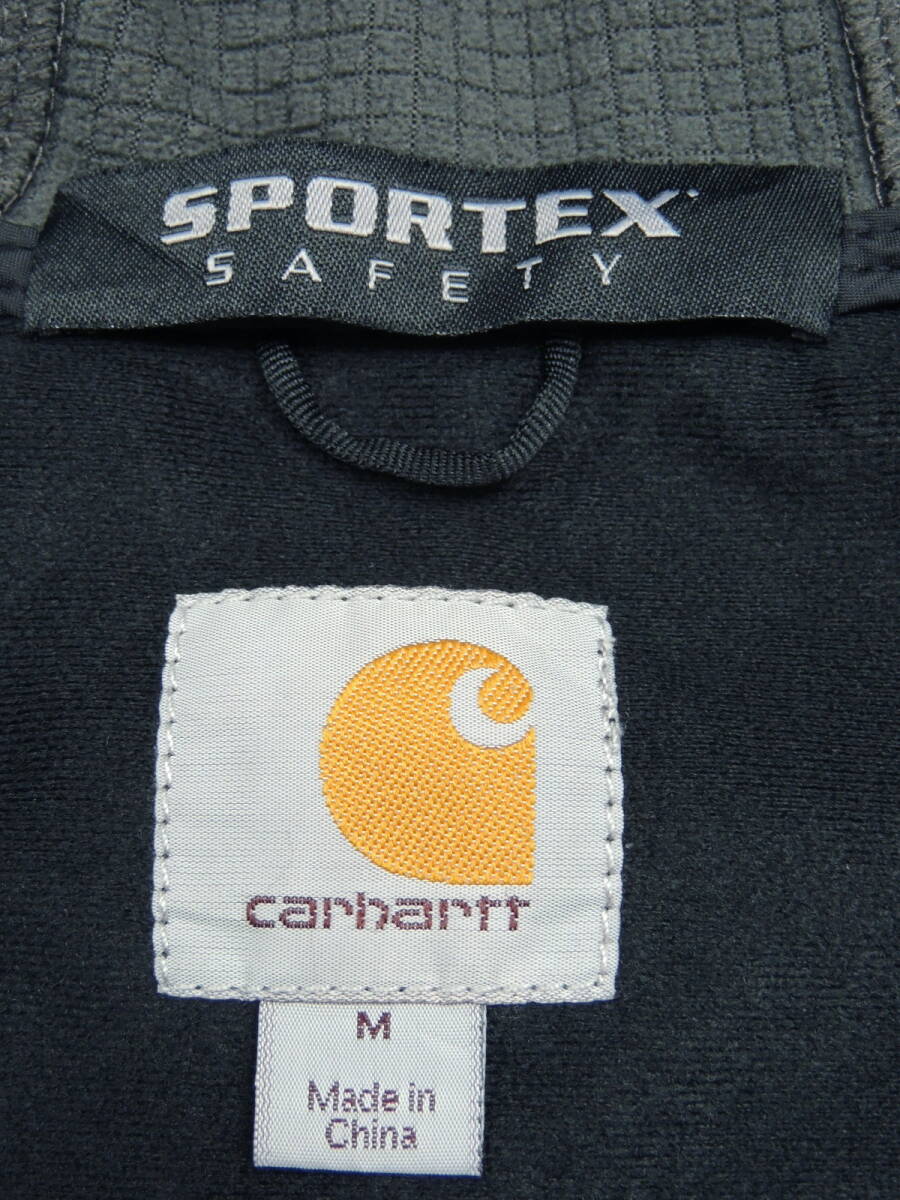 SPORTEX
SAFETY
carhartt
M
Made in
China